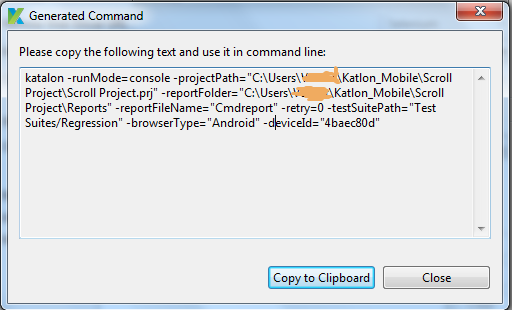 Generated Command
Please copy the following text and use it in command line:
katalon -runMode=console -projectPath="C:\Users\ \Katlon_Mobile\Scroll
Project\Scroll Project.prj" -reportFolder="C:\Users\ \Katlon_Mobile\Scroll
Project\Reports" -reportFileName="Cmdreport" -retry=0 -testSuitePath="Test
Suites/Regression" -browserType="Android" -deviceId="4baec80d"
Copy to Clipboard
Close